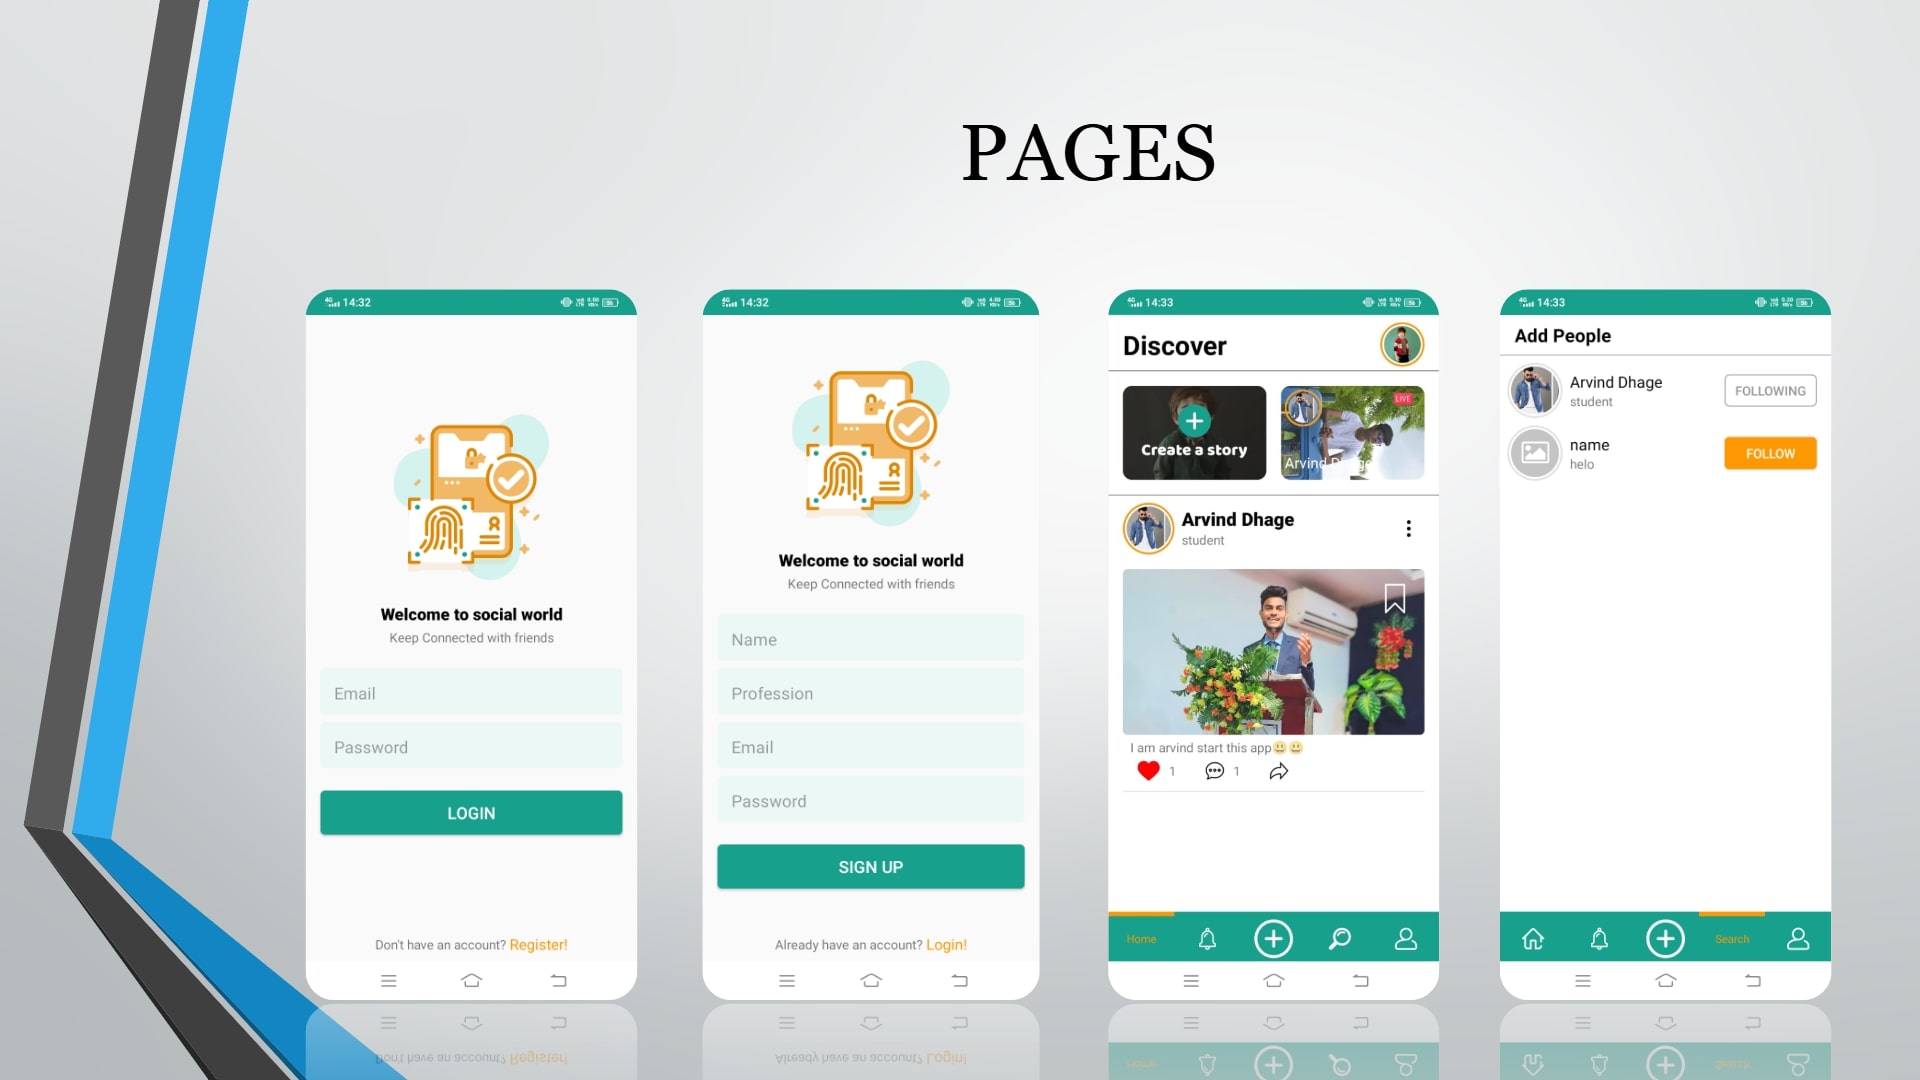 PAGES
14:32
Welcome to social world
Keep Connected with friends
Email
Password
LOGIN
Don't have an account? Register!
14:32
Welcome to social world
Keep Connected with friends
Name
Profession
Email
Password
SIGN UP
Already have an account? Login!
14:33
Discover
Create a story
LIVE
Arvind Dhage
Arvind Dhage
student
I am arvind start this app😃😃
1 1
Home
14:33
Add People
Arvind Dhage
student
FOLLOWING
name
helo
FOLLOW
Search